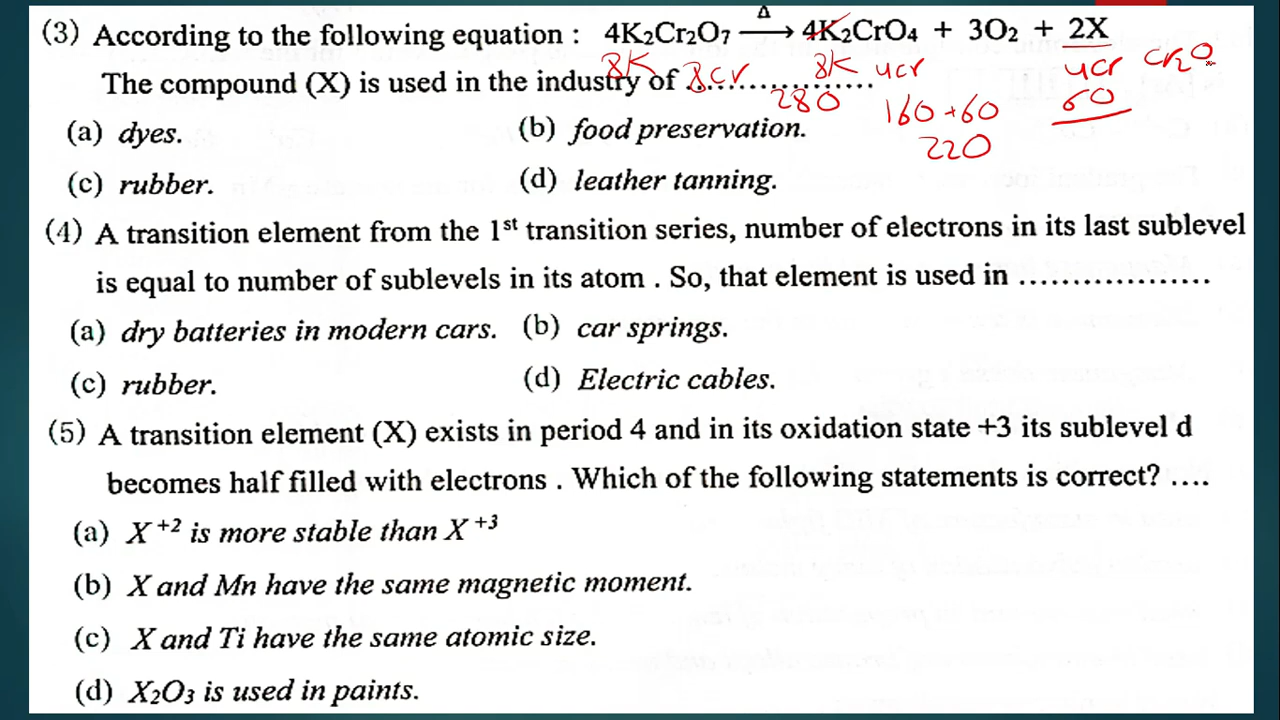 (3) According to the following equation : 4K₂Cr₂O₇ —Δ→ 4K₂CrO₄ + 3O₂ + 2X
8K 8Cr 8K 4Cr 4Cr Cr₂O
The compound (X) is used in the industry of ..................
280 160+60 60
220
(a) dyes. (b) food preservation.
(c) rubber. (d) leather tanning.
(4) A transition element from the 1ˢᵗ transition series, number of electrons in its last sublevel
is equal to number of sublevels in its atom . So, that element is used in ..................
(a) dry batteries in modern cars. (b) car springs.
(c) rubber. (d) Electric cables.
(5) A transition element (X) exists in period 4 and in its oxidation state +3 its sublevel d
becomes half filled with electrons . Which of the following statements is correct? ....
(a) X⁺² is more stable than X⁺³
(b) X and Mn have the same magnetic moment.
(c) X and Ti have the same atomic size.
(d) X₂O₃ is used in paints.